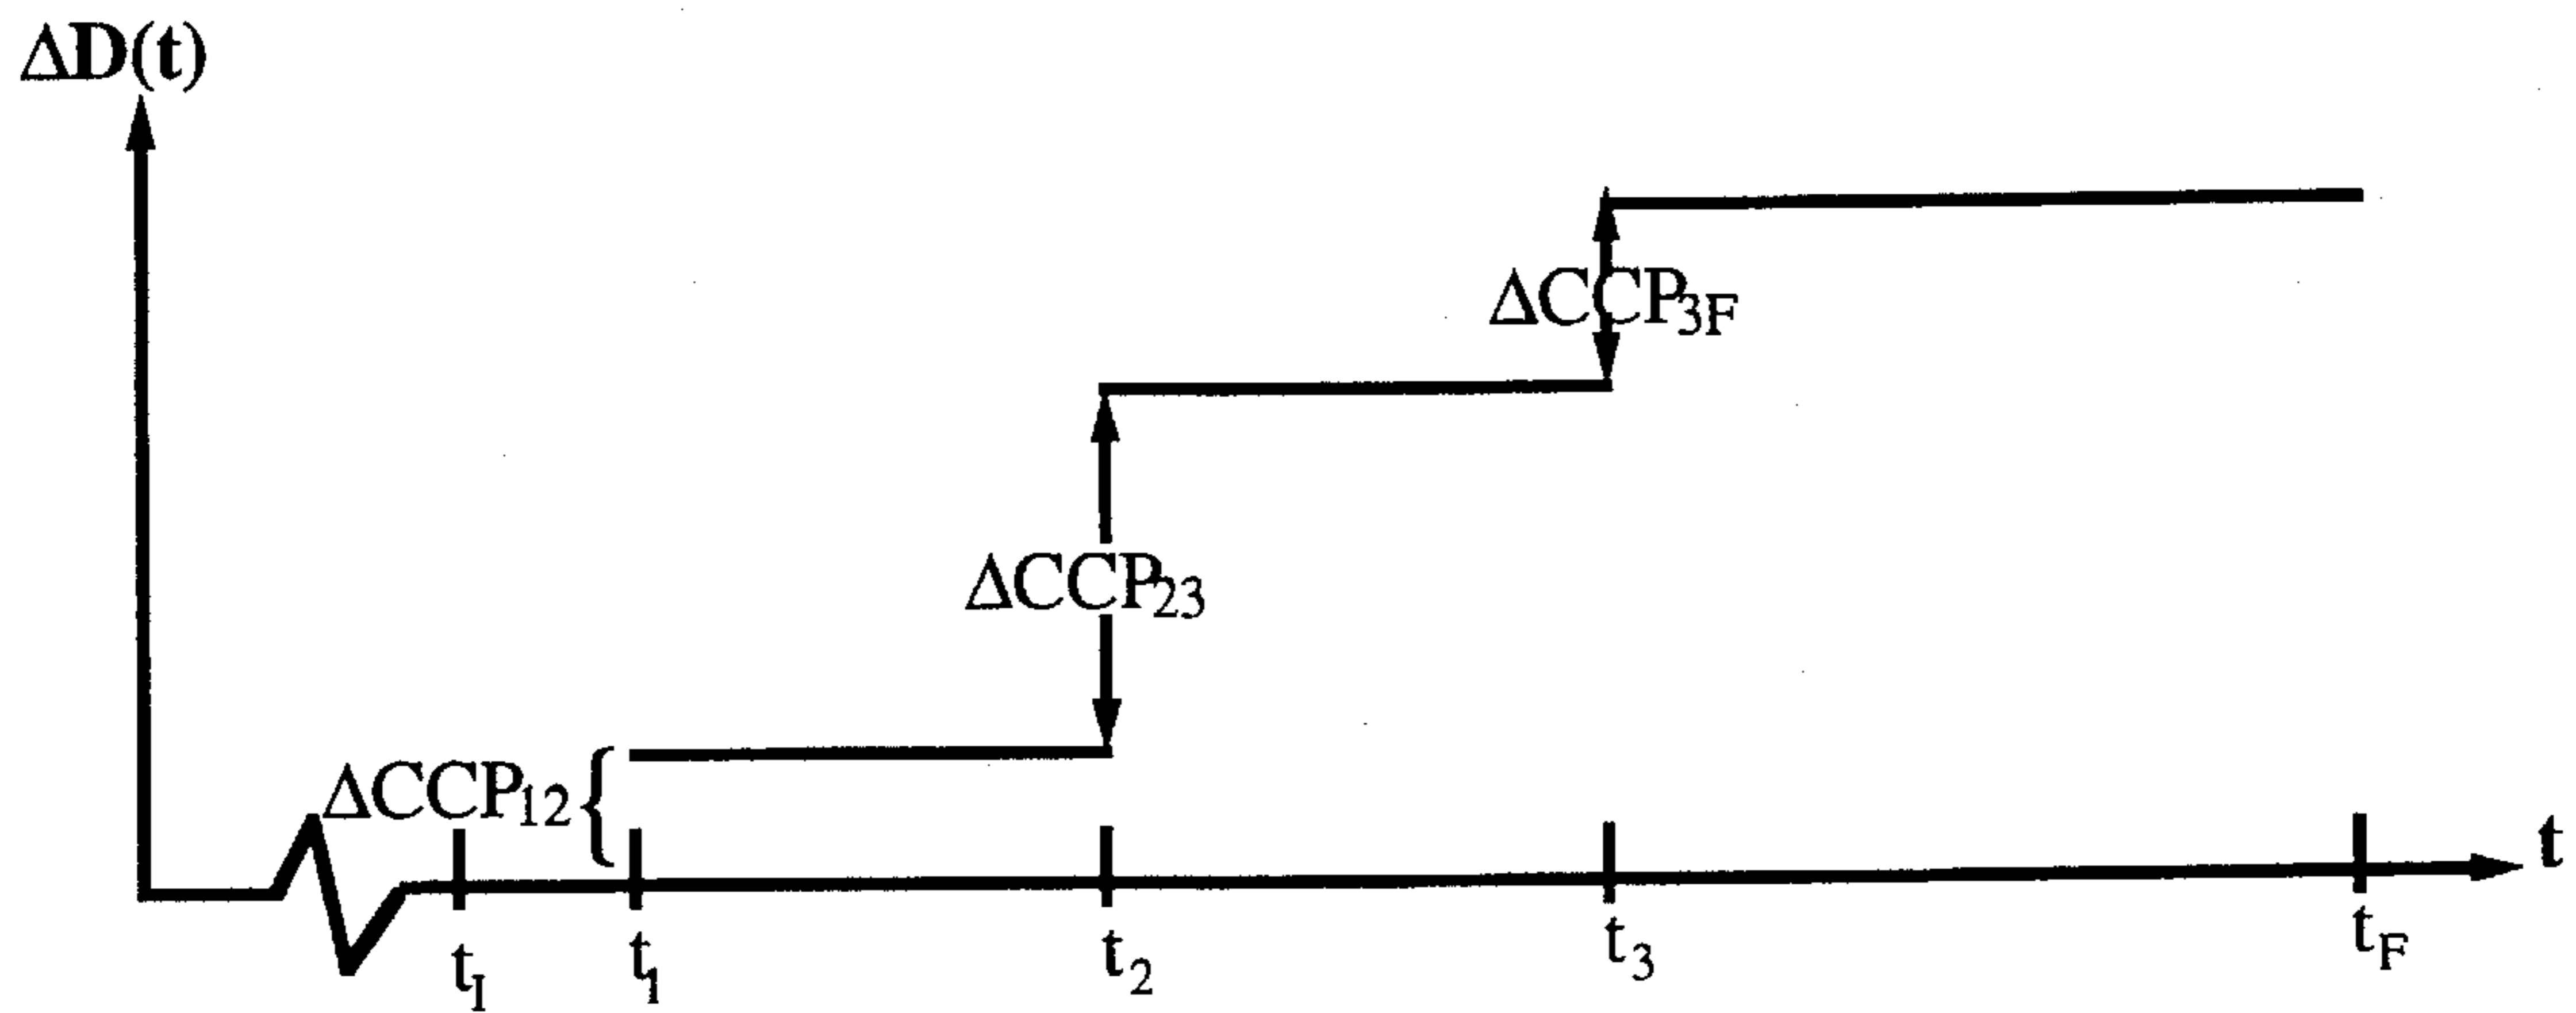 ΔD(t)
ΔCCP3F
ΔCCP23
ΔCCP12
t
tI
t1
t2
t3
tF